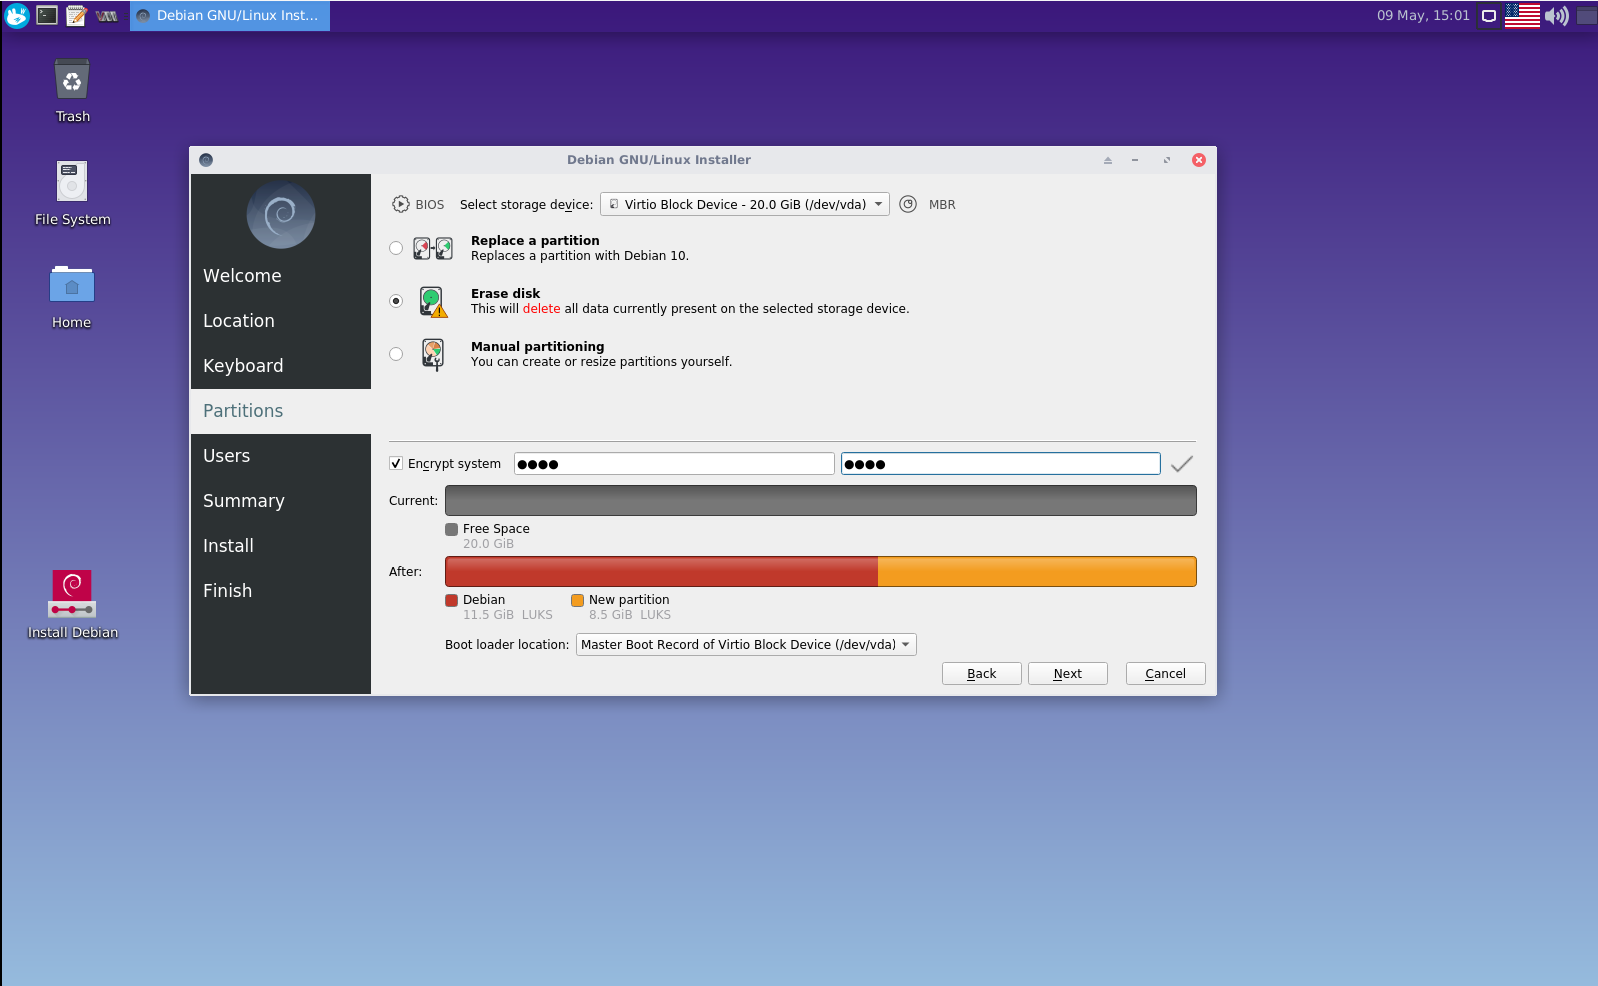 Debian GNU/Linux Inst...
09 May, 15:01
Trash
File System
Home
Install Debian
Debian GNU/Linux Installer
Welcome
Location
Keyboard
Partitions
Users
Summary
Install
Finish
BIOS
Select storage device:
Virtio Block Device - 20.0 GiB (/dev/vda)
MBR
Replace a partition
Replaces a partition with Debian 10.
Erase disk
This will delete all data currently present on the selected storage device.
Manual partitioning
You can create or resize partitions yourself.
Encrypt system
●●●●
●●●●
Current:
Free Space
20.0 GiB
After:
Debian
11.5 GiB LUKS
New partition
8.5 GiB LUKS
Boot loader location:
Master Boot Record of Virtio Block Device (/dev/vda)
Back
Next
Cancel